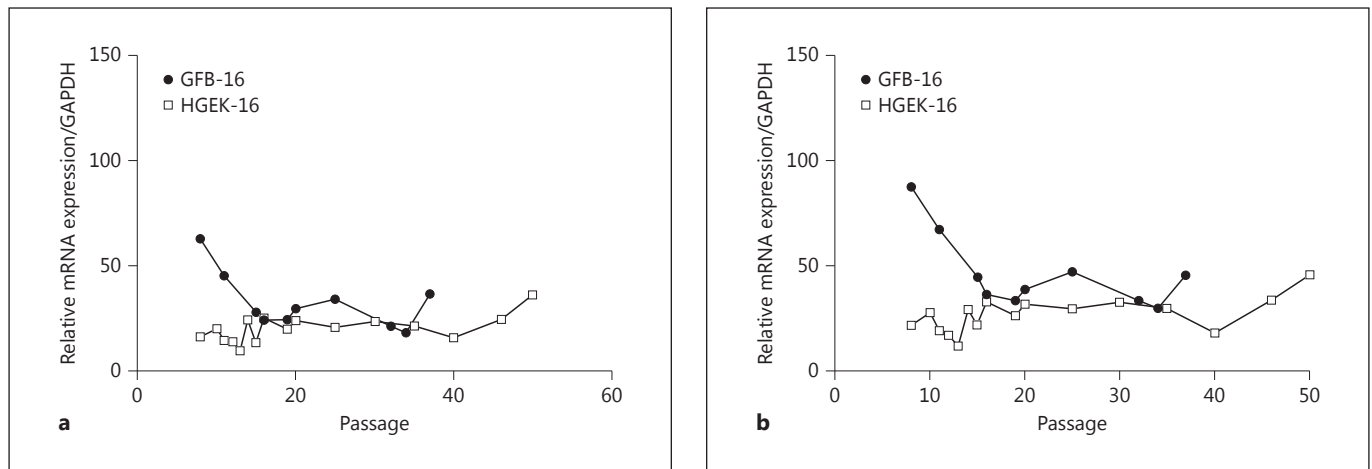 150
100
50
0
Relative mRNA expression/GAPDH
GFB-16
HGEK-16
0
20
40
60
Passage
a
150
100
50
0
Relative mRNA expression/GAPDH
GFB-16
HGEK-16
0
10
20
30
40
50
Passage
b